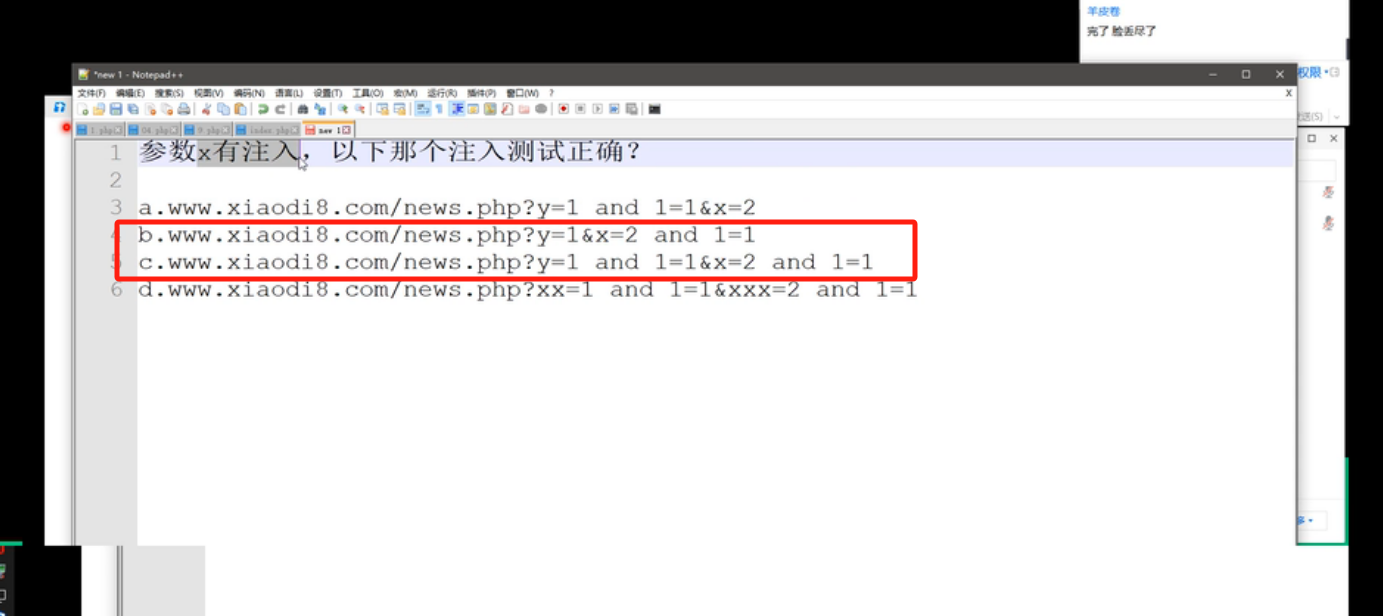 羊皮卷
完了 脸丢尽了
*new 1 - Notepad++
权限
文件(F) 编辑(E) 搜索(S) 视图(V) 编码(N) 语言(L) 设置(T) 工具(O) 宏(M) 运行(R) 插件(P) 窗口(W) ? X
1.php 04.php 9.php index.php new 1
1 参数x有注入，以下那个注入测试正确？
2
3 a.www.xiaodi8.com/news.php?y=1 and 1=1&x=2
4 b.www.xiaodi8.com/news.php?y=1&x=2 and 1=1
5 c.www.xiaodi8.com/news.php?y=1 and 1=1&x=2 and 1=1
6 d.www.xiaodi8.com/news.php?xx=1 and 1=1&xxx=2 and 1=1